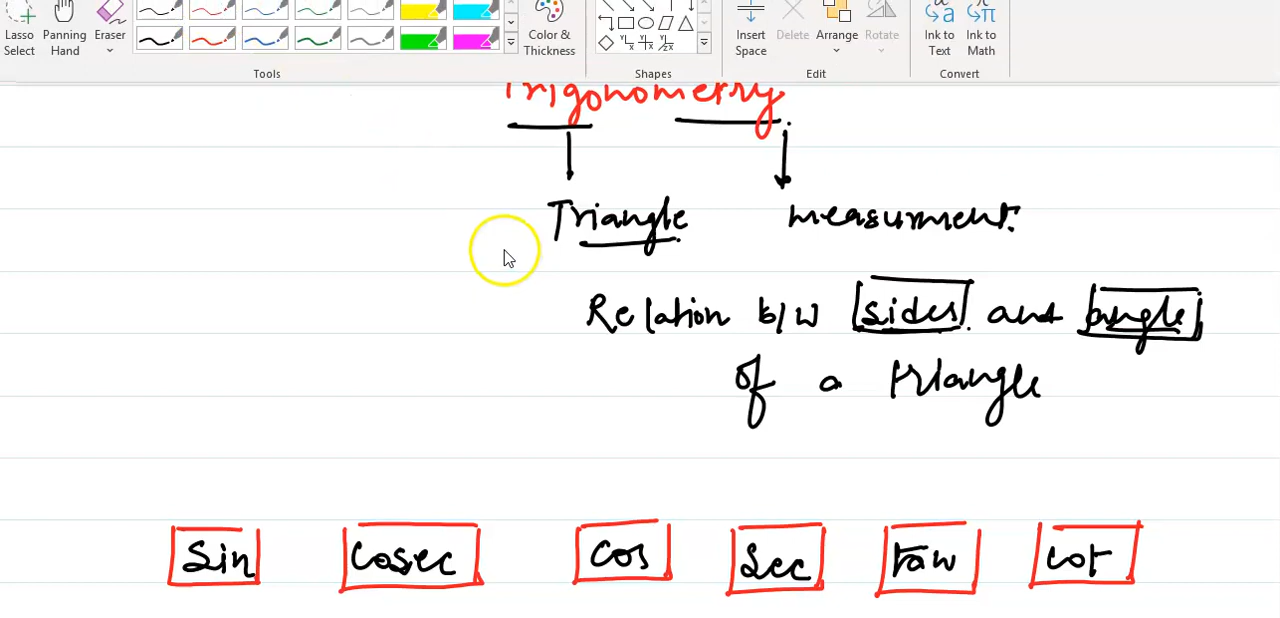 Lasso Select
Panning Hand
Eraser
Color & Thickness
Insert Space
Delete
Arrange
Rotate
Ink to Text
Ink to Math
Tools
Shapes
Edit
Convert
Trigonometry
Triangle measurment.
Relation b/w sides and angle
of a triangle
Sin Cosec Cos Sec tan Cot